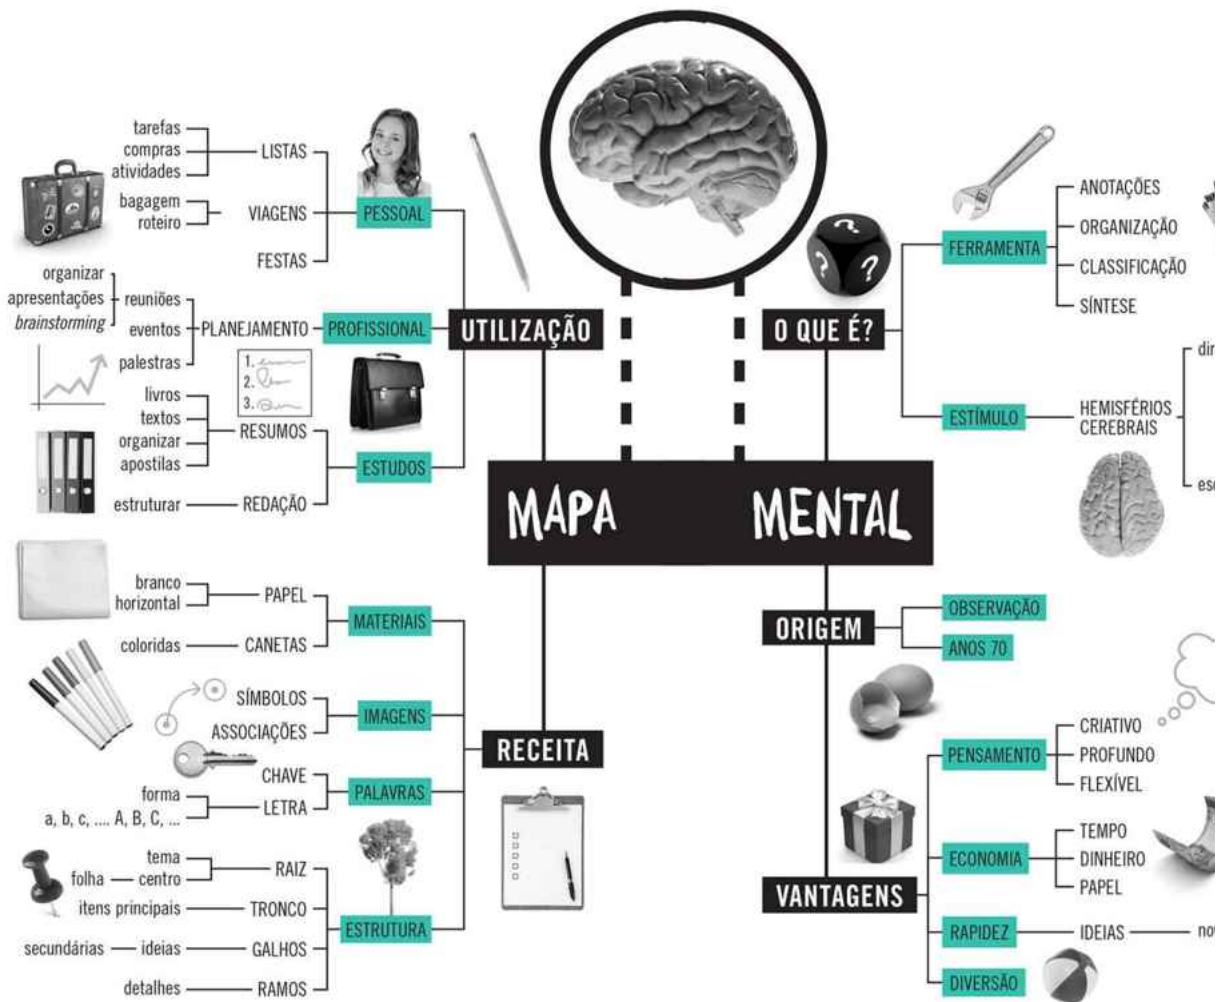 MAPA MENTAL
UTILIZAÇÃO
PESSOAL
LISTAS
tarefas
compras
atividades
VIAGENS
bagagem
roteiro
FESTAS
PROFISSIONAL
PLANEJAMENTO
reuniões
organizar
apresentações
brainstorming
eventos
palestras
1.
2.
3.
ESTUDOS
RESUMOS
livros
textos
organizar
apostilas
REDAÇÃO
estruturar
RECEITA
MATERIAIS
PAPEL
branco
horizontal
CANETAS
coloridas
IMAGENS
SÍMBOLOS
ASSOCIAÇÕES
PALAVRAS
CHAVE
LETRA
forma
a, b, c, .... A, B, C, ...
ESTRUTURA
RAIZ
tema
centro
folha
TRONCO
itens principais
GALHOS
ideias
secundárias
RAMOS
detalhes
O QUE É?
? ? ?
FERRAMENTA
ANOTAÇÕES
ORGANIZAÇÃO
CLASSIFICAÇÃO
SÍNTESE
ESTÍMULO
HEMISFÉRIOS
CEREBRAIS
ORIGEM
OBSERVAÇÃO
ANOS 70
VANTAGENS
PENSAMENTO
CRIATIVO
PROFUNDO
FLEXÍVEL
ECONOMIA
TEMPO
DINHEIRO
PAPEL
RAPIDEZ
IDEIAS
DIVERSÃO